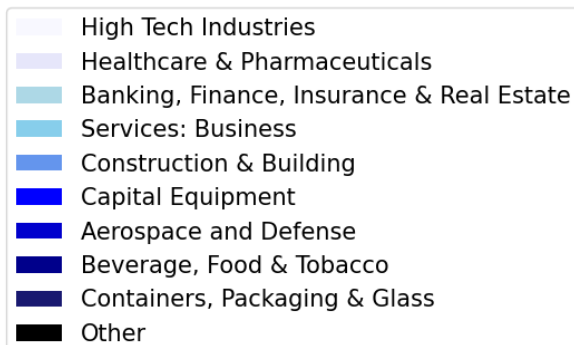 High Tech Industries
Healthcare & Pharmaceuticals
Banking, Finance, Insurance & Real Estate
Services: Business
Construction & Building
Capital Equipment
Aerospace and Defense
Beverage, Food & Tobacco
Containers, Packaging & Glass
Other